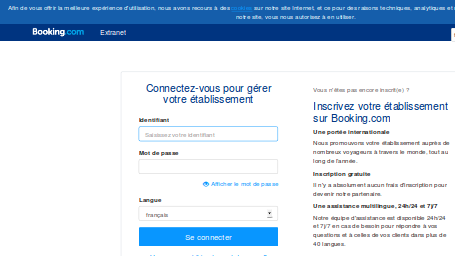 Afin de vous offrir la meilleure expérience d'utilisation, nous avons recours à des cookies sur notre site Internet, et ce pour des raisons techniques, analytiques et
notre site, vous nous autorisez à en utiliser.
Booking.com Extranet
Connectez-vous pour gérer
votre établissement
Identifiant
Saisissez votre identifiant
Mot de passe
Afficher le mot de passe
Langue
français
Se connecter
Vous n'êtes pas encore inscrit(e) ?
Inscrivez votre établissement
sur Booking.com
Une portée internationale
Nous promouvons votre établissement auprès de
nombreux voyageurs à travers le monde, tout au
long de l'année.
Inscription gratuite
Il n'y a absolument aucun frais d'inscription pour
devenir notre partenaire.
Une assistance multilingue, 24h/24 et 7j/7
Notre équipe d'assistance est disponible 24h/24
et 7j/7 en cas de besoin pour répondre à vos
questions et à celles de vos clients dans plus de
40 langues.